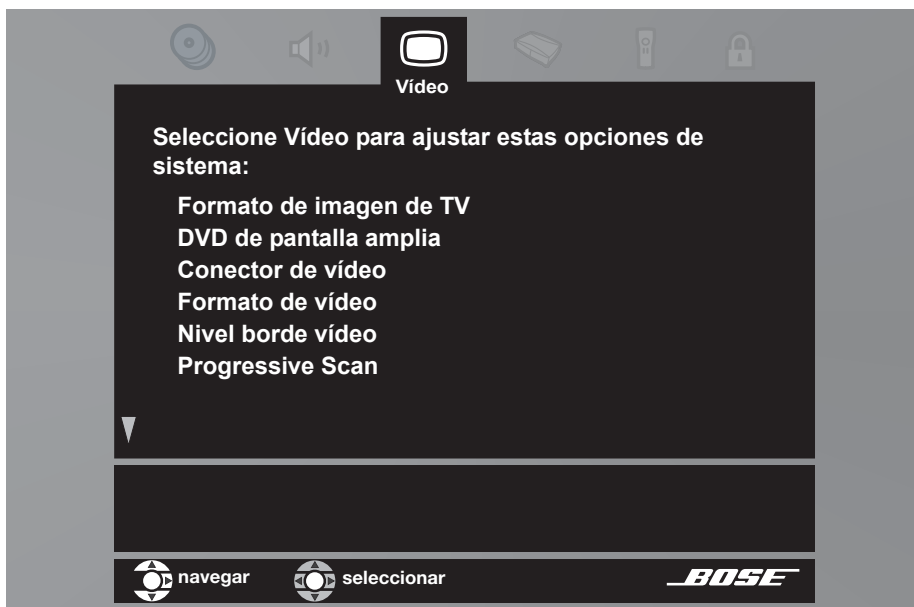 Vídeo
Seleccione Vídeo para ajustar estas opciones de
sistema:
Formato de imagen de TV
DVD de pantalla amplia
Conector de vídeo
Formato de vídeo
Nivel borde vídeo
Progressive Scan
navegar seleccionar BOSE